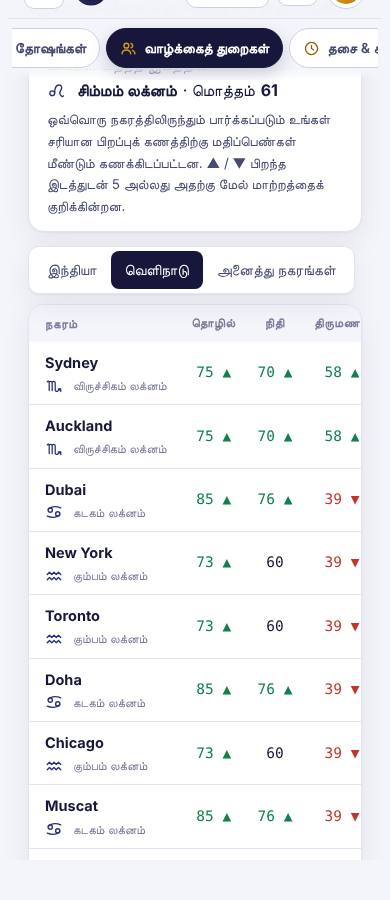 தோஷங்கள்
வாழ்க்கைத் துறைகள்
தசை &
சிம்மம் லக்னம் · மொத்தம் 61
ஒவ்வொரு நகரத்திலிருந்தும் பார்க்கப்படும் உங்கள்
சரியான பிறப்புக் கணத்திற்கு மதிப்பெண்கள்
மீண்டும் கணக்கிடப்பட்டன. ▲ / ▼ பிறந்த
இடத்துடன் 5 அல்லது அதற்கு மேல் மாற்றத்தைக்
குறிக்கின்றன.
இந்தியா வெளிநாடு அனைத்து நகரங்கள்
நகரம் தொழில் நிதி திருமண
Sydney
♏ விருச்சிகம் லக்னம் 75 ▲ 70 ▲ 58 ▲
Auckland
♏ விருச்சிகம் லக்னம் 75 ▲ 70 ▲ 58 ▲
Dubai
♋ கடகம் லக்னம் 85 ▲ 76 ▲ 39 ▼
New York
♒ கும்பம் லக்னம் 73 ▲ 60 39 ▼
Toronto
♒ கும்பம் லக்னம் 73 ▲ 60 39 ▼
Doha
♋ கடகம் லக்னம் 85 ▲ 76 ▲ 39 ▼
Chicago
♒ கும்பம் லக்னம் 73 ▲ 60 39 ▼
Muscat
♋ கடகம் லக்னம் 85 ▲ 76 ▲ 39 ▼